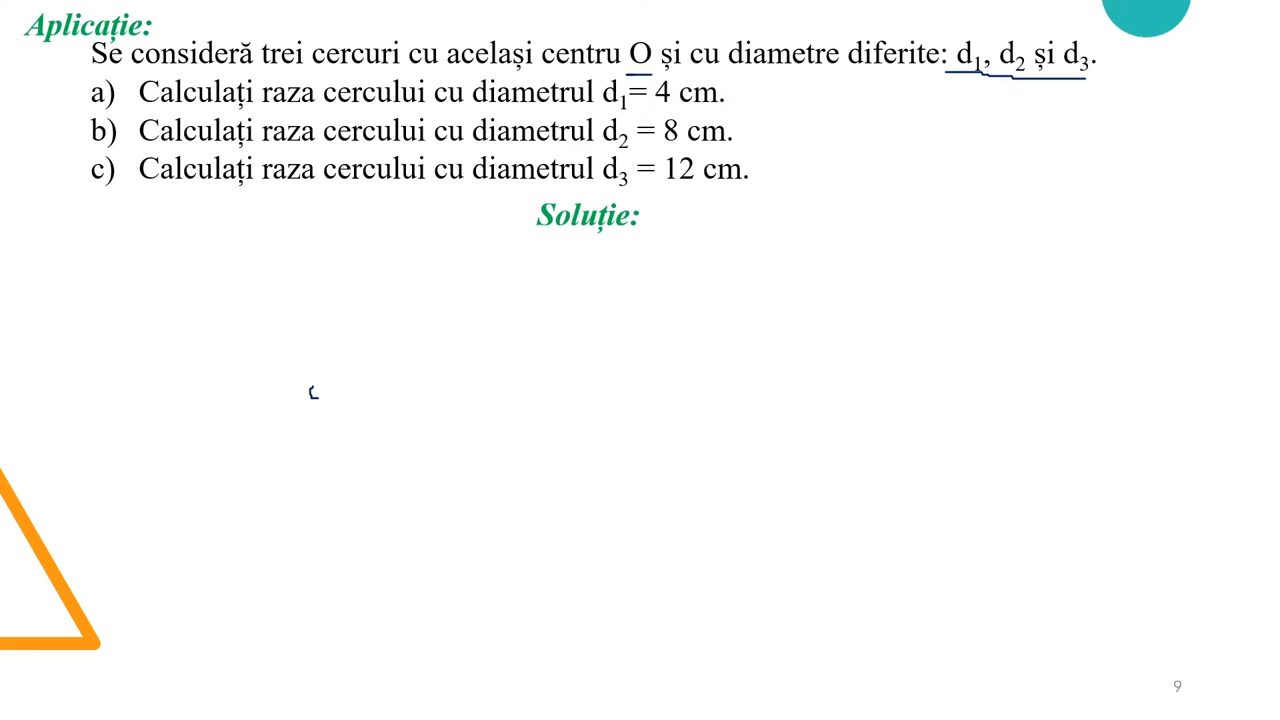 Aplicație:
Se consideră trei cercuri cu același centru O și cu diametre diferite: d₁, d₂ și d₃.
a) Calculați raza cercului cu diametrul d₁= 4 cm.
b) Calculați raza cercului cu diametrul d₂ = 8 cm.
c) Calculați raza cercului cu diametrul d₃ = 12 cm.
Soluție:
9